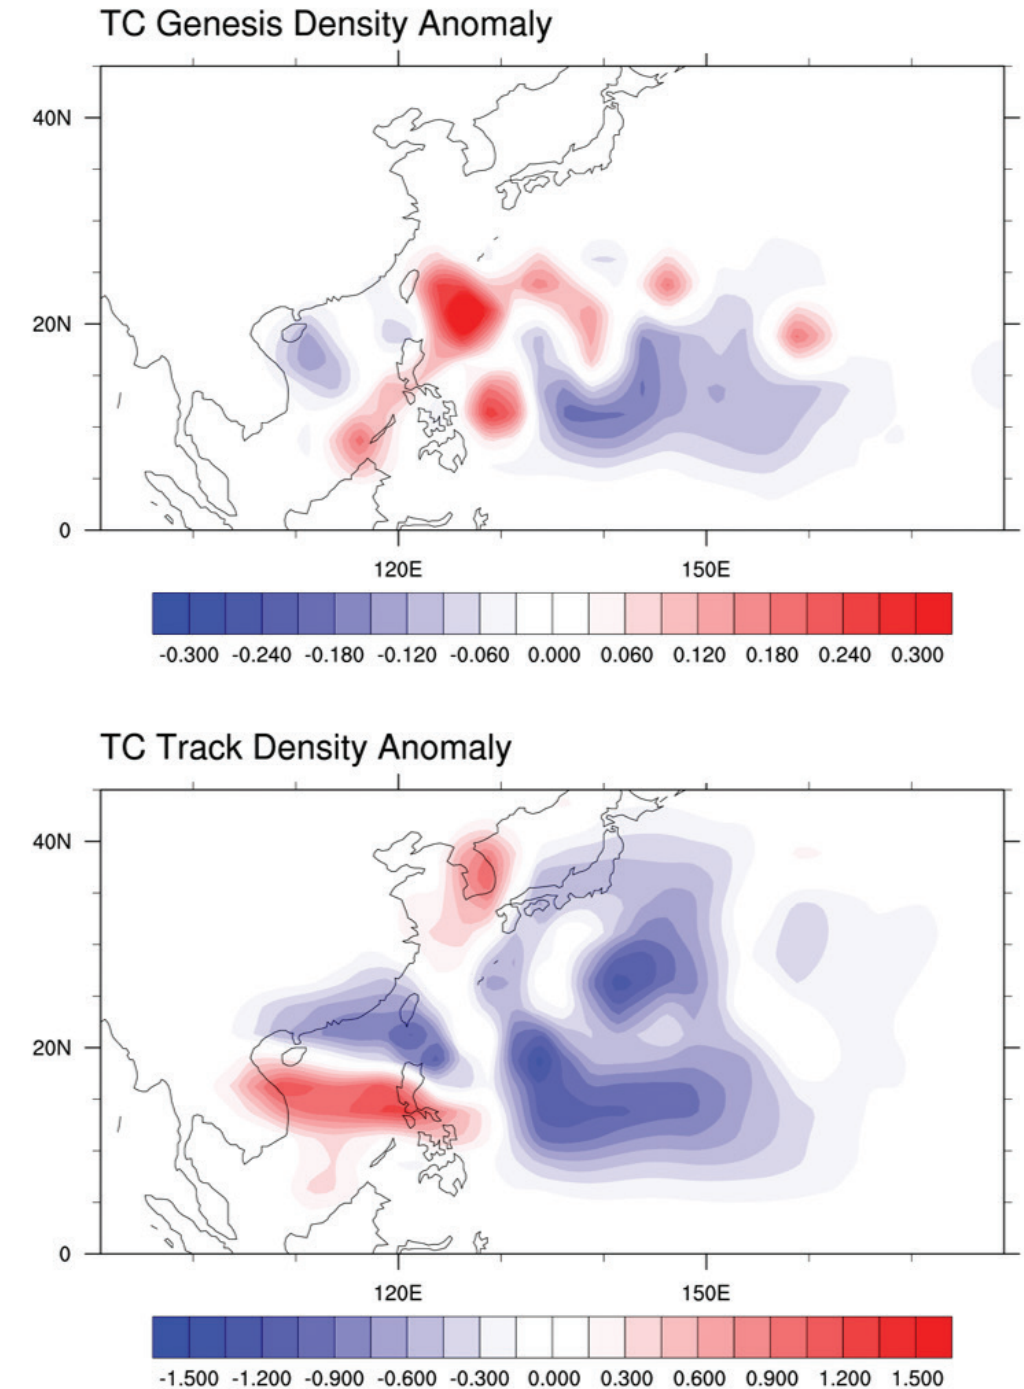 TC Genesis Density Anomaly
40N
20N
0
120E 150E
-0.300 -0.240 -0.180 -0.120 -0.060 0.000 0.060 0.120 0.180 0.240 0.300
TC Track Density Anomaly
40N
20N
0
120E 150E
-1.500 -1.200 -0.900 -0.600 -0.300 0.000 0.300 0.600 0.900 1.200 1.500